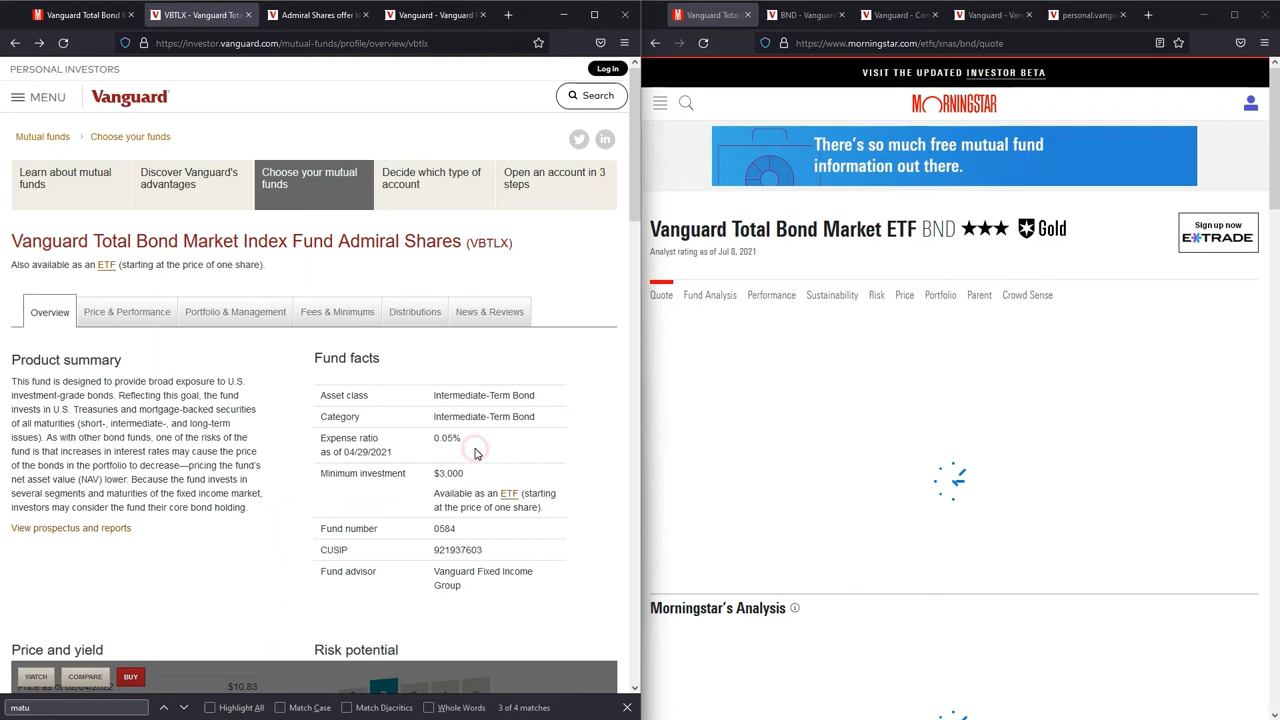 Vanguard Total Bond M
VBTLX - Vanguard Tota
Admiral Shares offer lo
Vanguard - Vanguard F
https://investor.vanguard.com/mutual-funds/profile/overview/vbtlx
PERSONAL INVESTORS
Log in
MENU
Vanguard
Search
Mutual funds
Choose your funds
Learn about mutual funds
Discover Vanguard's advantages
Choose your mutual funds
Decide which type of account
Open an account in 3 steps
Vanguard Total Bond Market Index Fund Admiral Shares (VBTLX)
Also available as an ETF (starting at the price of one share).
Overview
Price & Performance
Portfolio & Management
Fees & Minimums
Distributions
News & Reviews
Product summary
This fund is designed to provide broad exposure to U.S.
investment-grade bonds. Reflecting this goal, the fund
invests in U.S. Treasuries and mortgage-backed securities
of all maturities (short-, intermediate-, and long-term
issues). As with other bond funds, one of the risks of the
fund is that increases in interest rates may cause the price
of the bonds in the portfolio to decrease—pricing the fund's
net asset value (NAV) lower. Because the fund invests in
several segments and maturities of the fixed income market,
investors may consider the fund their core bond holding.
View prospectus and reports
Fund facts
Asset class Intermediate-Term Bond
Category Intermediate-Term Bond
Expense ratio 0.05%
as of 04/29/2021
Minimum investment $3,000
Available as an ETF (starting
at the price of one share).
Fund number 0584
CUSIP 921937603
Fund advisor Vanguard Fixed Income
Group
Price and yield
Risk potential
WATCH
COMPARE
BUY
Price as of 02/04/2022 $10.83
matu
Highlight All
Match Case
Match Diacritics
Whole Words
3 of 4 matches
Vanguard Total
BND - Vanguard
Vanguard - Con
Vanguard - Van
personal.vangu
https://www.morningstar.com/etfs/xnas/bnd/quote
VISIT THE UPDATED INVESTOR BETA
MORNINGSTAR
There's so much free mutual fund
information out there.
Vanguard Total Bond Market ETF BND ★★★ Gold
Analyst rating as of Jul 8, 2021
Sign up now
E*TRADE
Quote
Fund Analysis
Performance
Sustainability
Risk
Price
Portfolio
Parent
Crowd Sense
Morningstar's Analysis